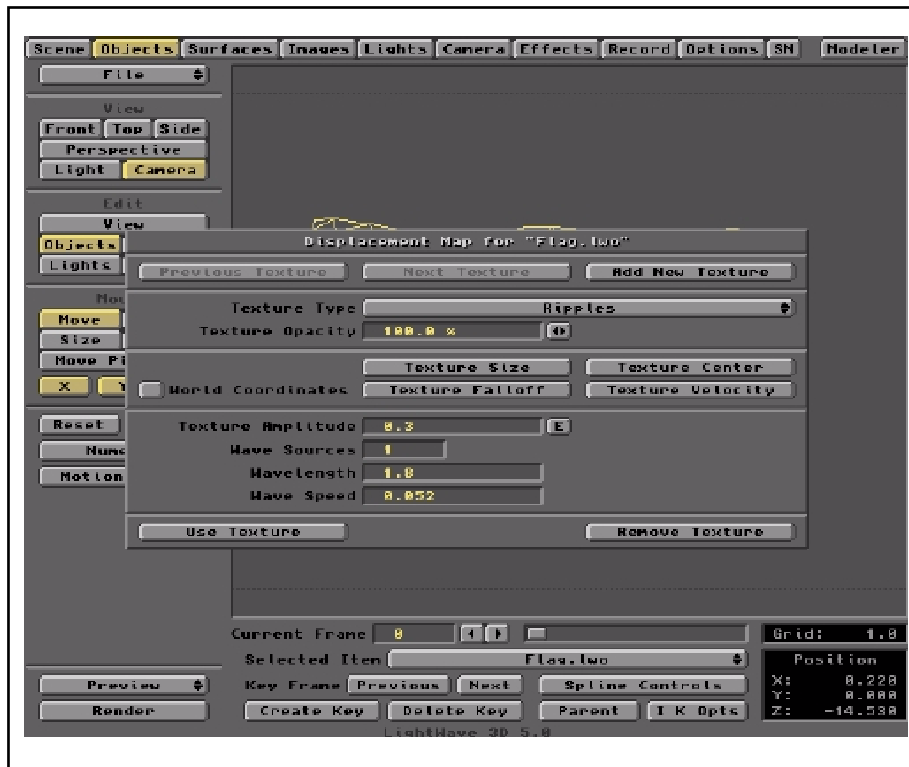 Scene Objects Surfaces Images Lights Camera Effects Record Options SN Modeler
File
View
Front Top Side
Perspective
Light Camera
Edit
View
Objects
Lights
Move
Size
Move Pi
X Y
Reset
Motion
Displacement Map for "Flag.lwo"
Previous Texture Next Texture Add New Texture
Texture Type Ripples
Texture Opacity 100.0 %
Texture Size Texture Center
World Coordinates Texture Falloff Texture Velocity
Texture Amplitude 0.3 E
Wave Sources 1
Wavelength 1.8
Wave Speed 0.052
Use Texture Remove Texture
Current Frame 0
Selected Item Flag.lwo
Key Frame Previous Next Spline Controls
Create Key Delete Key Parent I K Opts
Preview
Render
Grid: 1.0
Position
X: 0.220
Y: 0.000
Z: -14.530
LightWave 3D 5.0